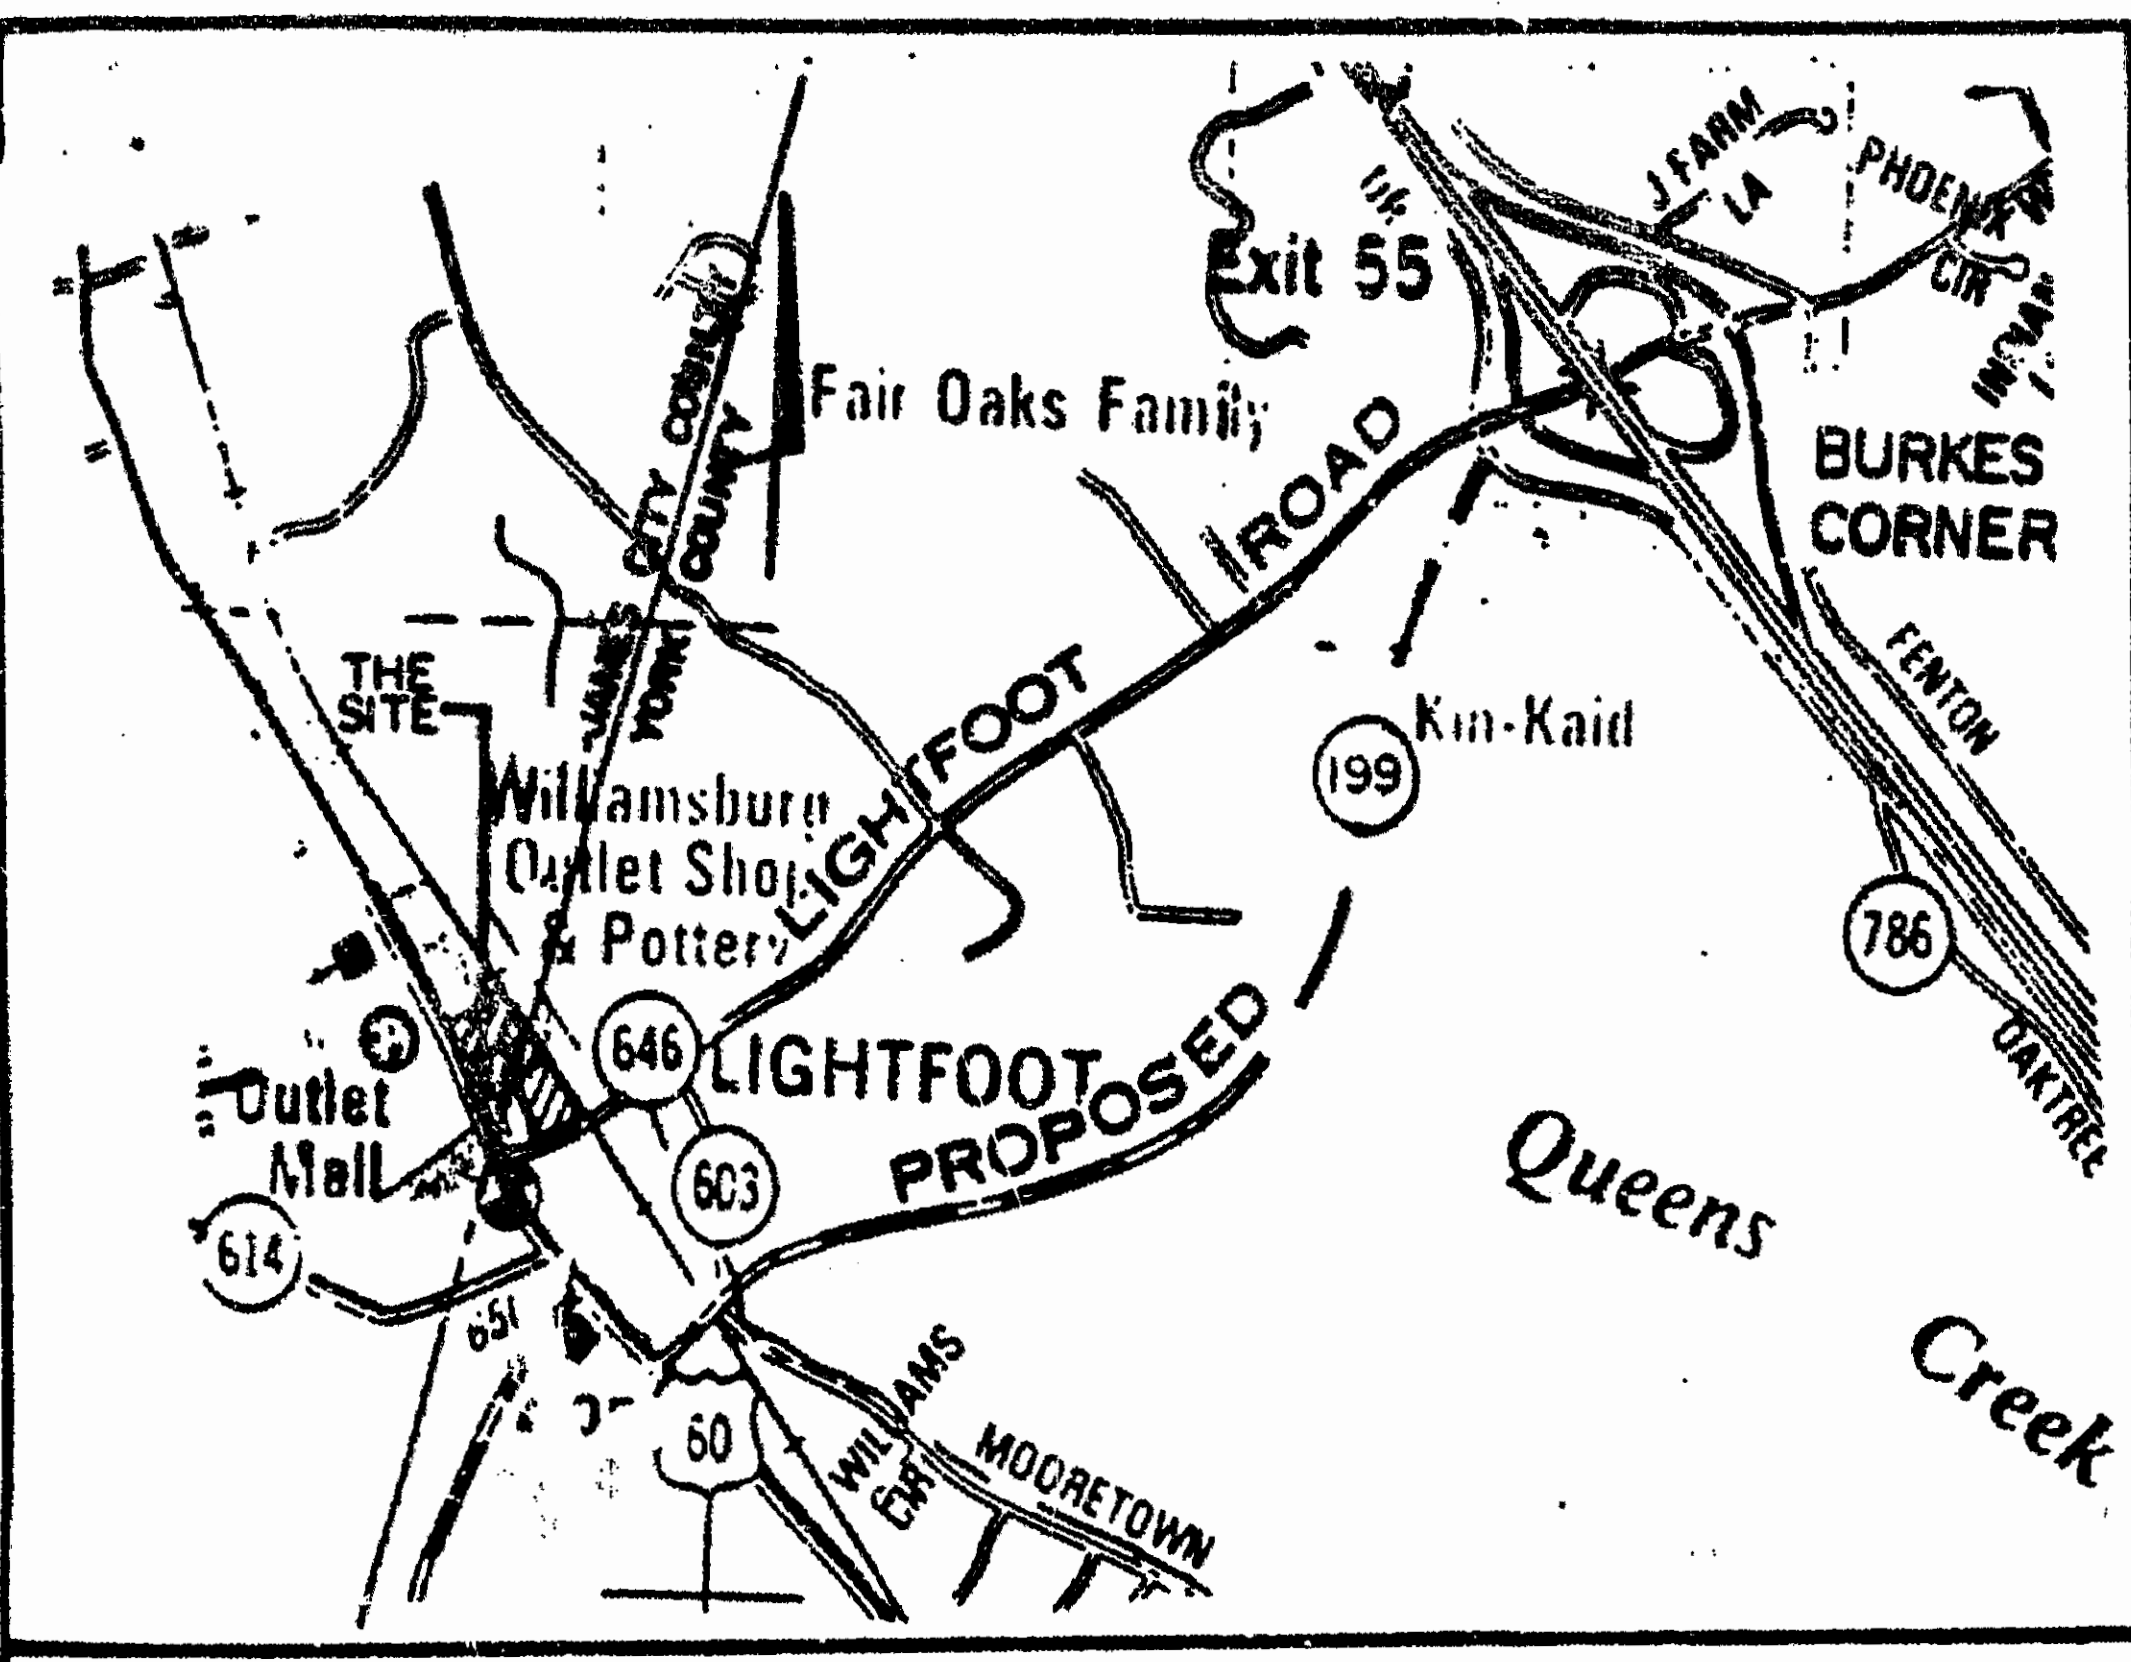 J FARM
LA
PHOENIX
CIR
Exit 55
Fair Oaks Family
COUNTY
CITY
COUNTY
JAMES
YORK
ROAD
BURKES
CORNER
FENTON
THE
SITE
Kin-Kaid
199
LIGHTFOOT
Williamsburg
Outlet Shop
& Pottery
786
OAKTREE
646
LIGHTFOOT
Outlet
Mall
603
PROPOSED
614
Queens
Creek
651
60
WILLIAMS
CIR
MOORETOWN